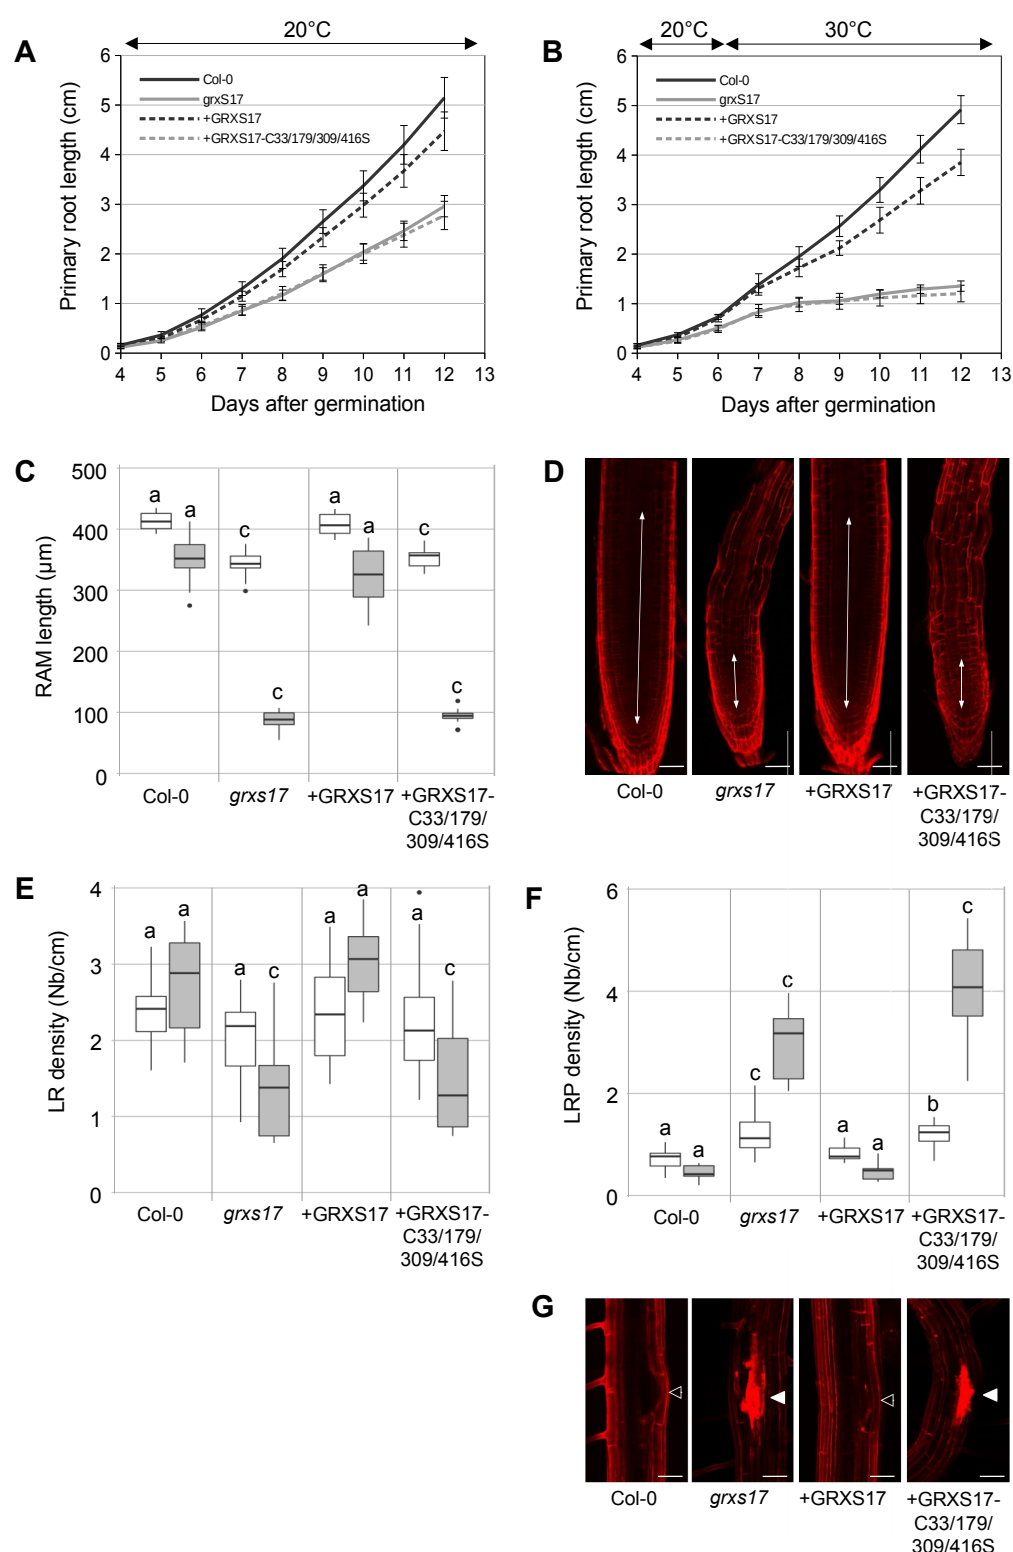 A
20°C
Primary root length (cm)
6
5
4
3
2
1
0
Col-0
grxS17
+GRXS17
+GRXS17-C33/179/309/416S
4 5 6 7 8 9 10 11 12 13
Days after germination
B
20°C 30°C
Primary root length (cm)
6
5
4
3
2
1
0
Col-0
grxS17
+GRXS17
+GRXS17-C33/179/309/416S
4 5 6 7 8 9 10 11 12 13
Days after germination
C
RAM length (µm)
500
400
300
200
100
0
a a c c a a c c
Col-0 grxs17 +GRXS17 +GRXS17-
C33/179/
309/416S
D
Col-0 grxs17 +GRXS17 +GRXS17-
C33/179/
309/416S
E
LR density (Nb/cm)
4
3
2
1
0
a a a c a a a c
Col-0 grxs17 +GRXS17 +GRXS17-
C33/179/
309/416S
F
LRP density (Nb/cm)
6
4
2
0
a a c c a a b c
Col-0 grxs17 +GRXS17 +GRXS17-
C33/179/
309/416S
G
Col-0 grxs17 +GRXS17 +GRXS17-
C33/179/
309/416S